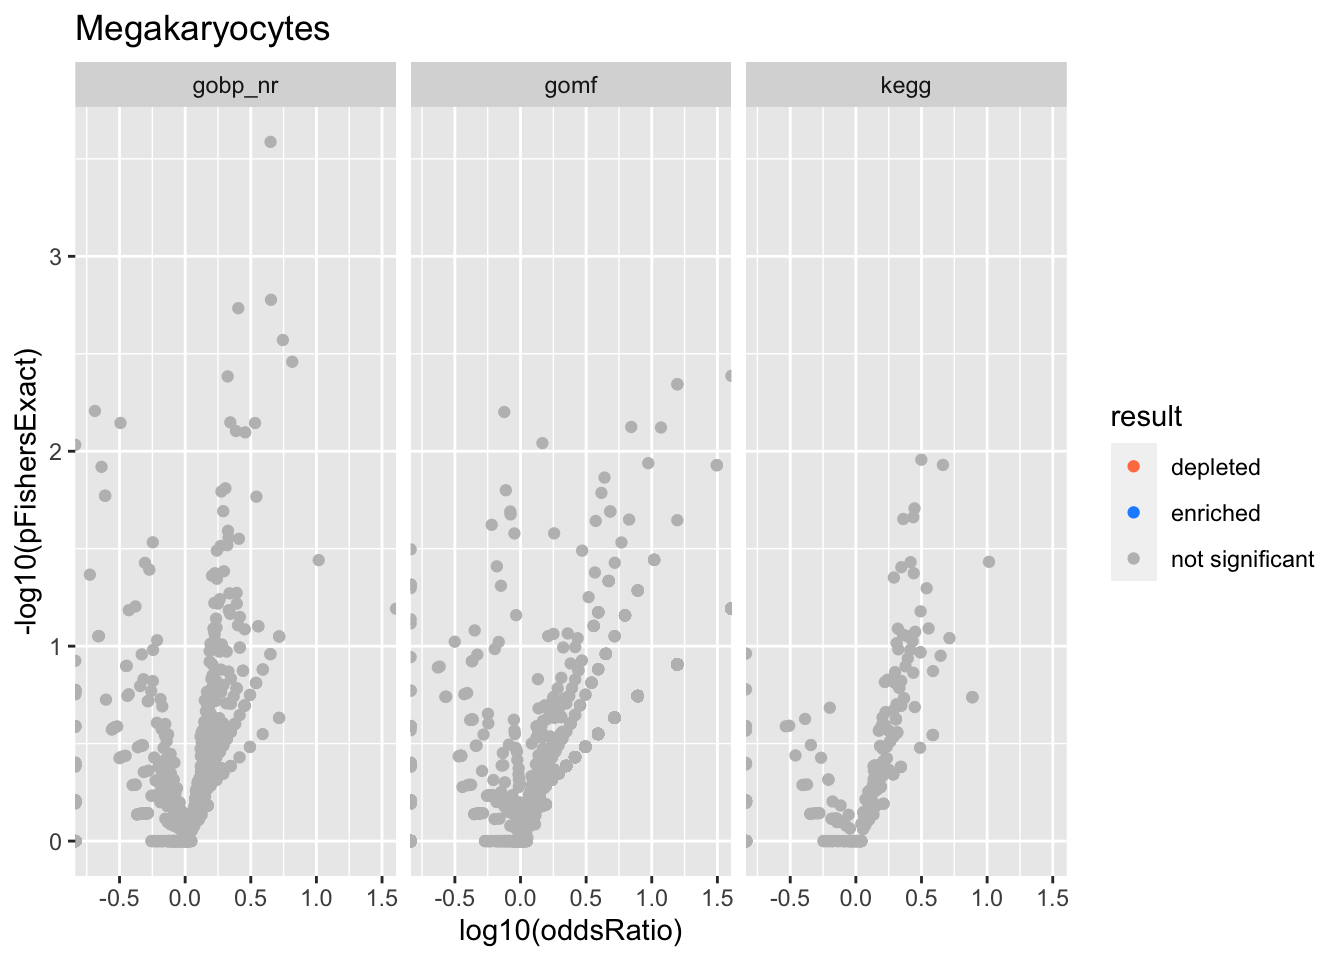 Megakaryocytes
gobp_nr gomf kegg
3
2
1
0
-log10(pFishersExact)
-0.5 0.0 0.5 1.0 1.5 -0.5 0.0 0.5 1.0 1.5 -0.5 0.0 0.5 1.0 1.5
log10(oddsRatio)
result
depleted
enriched
not significant